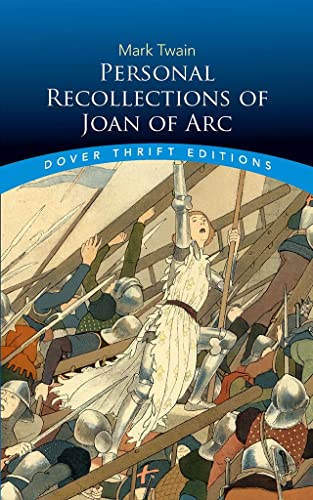 Mark Twain
PERSONAL
RECOLLECTIONS OF
JOAN OF ARC
DOVER THRIFT EDITIONS